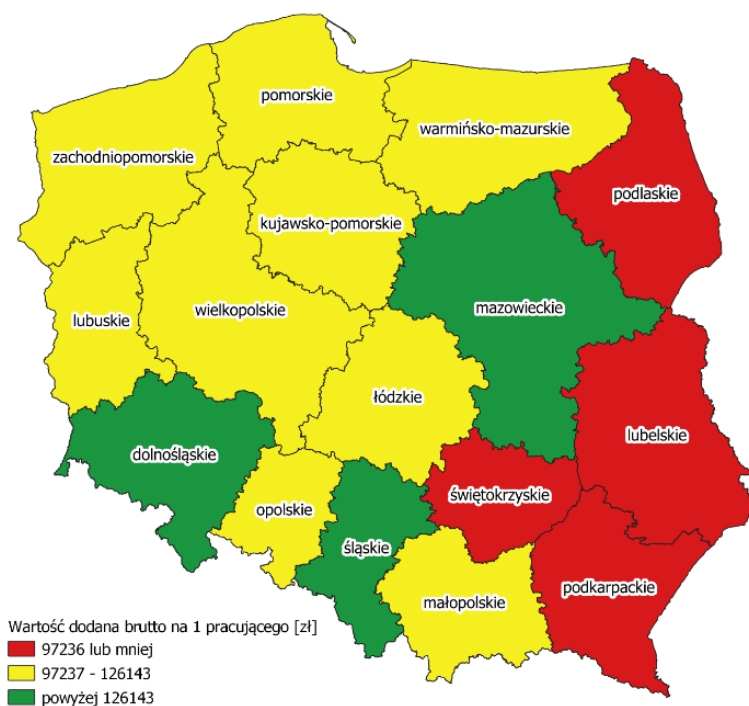 pomorskie
warmińsko-mazurskie
zachodniopomorskie
podlaskie
kujawsko-pomorskie
mazowieckie
wielkopolskie
lubuskie
łódzkie
lubelskie
dolnośląskie
świętokrzyskie
opolskie
śląskie
podkarpackie
małopolskie
Wartość dodana brutto na 1 pracującego [zł]
97236 lub mniej
97237 - 126143
powyżej 126143